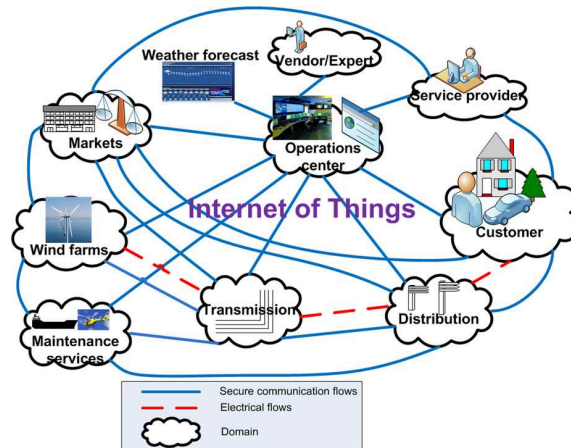 Weather forecast
Vendor/Expert
Service provider
Markets
Operations
center
Internet of Things
Customer
Wind farms
Transmission
Distribution
Maintenance
services
Secure communication flows
Electrical flows
Domain